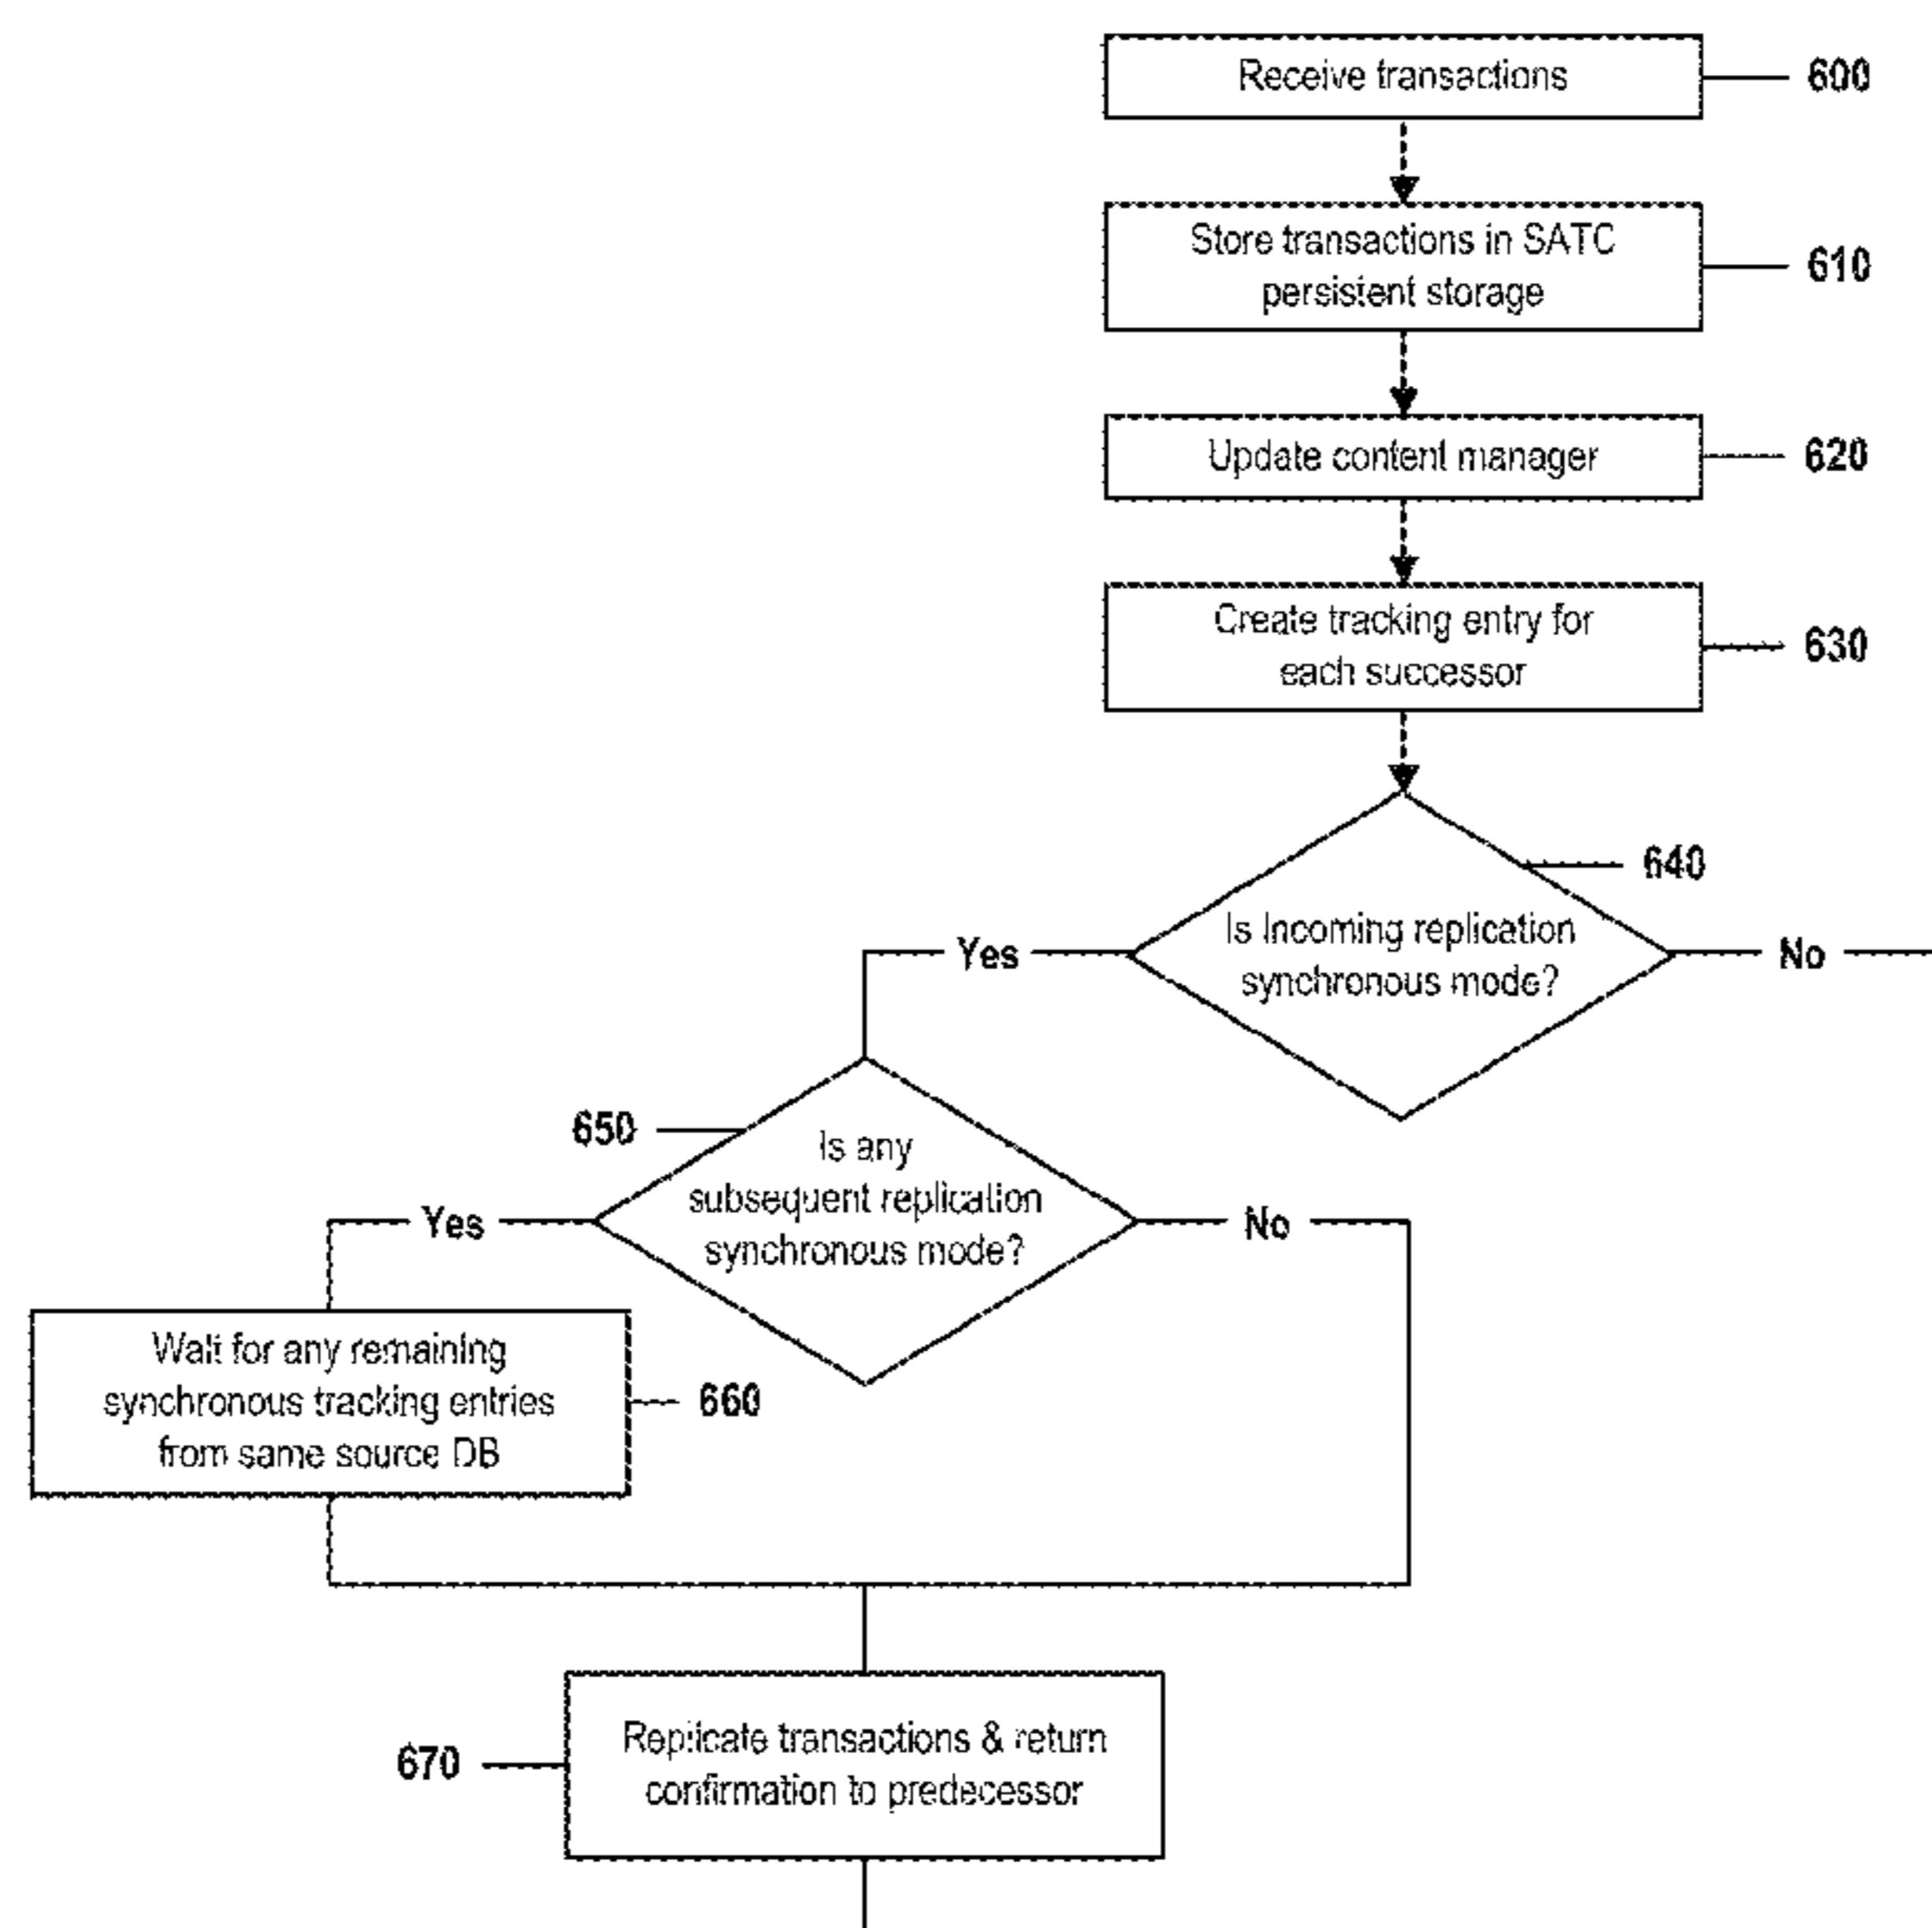 Receive transactions
600
Store transactions in SATC
persistent storage
610
Update content manager
620
Create tracking entry for
each successor
630
640
Is Incoming replication
synchronous mode?
Yes
No
650
Is any
subsequent replication
synchronous mode?
Yes
No
Wait for any remaining
synchronous tracking entries
from same source DB
660
Replicate transactions & return
confirmation to predecessor
670